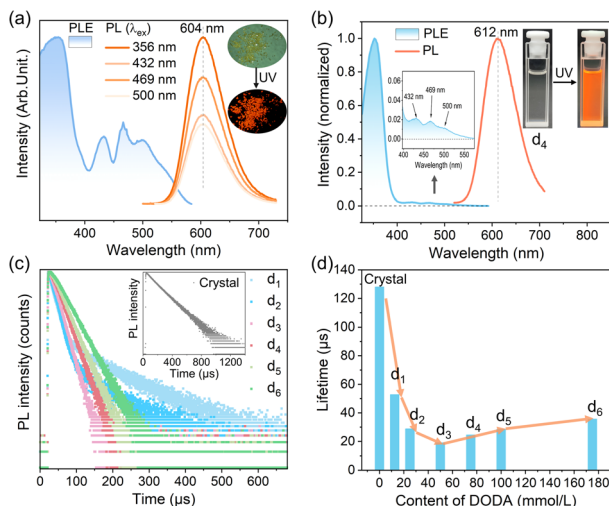 (a)
PLE
PL (λex)
356 nm
432 nm
469 nm
500 nm
604 nm
UV
Intensity (Arb.Unit.)
400 500 600 700
Wavelength (nm)
(b)
PLE
PL
612 nm
UV
d4
1.0
0.8
0.6
0.4
0.2
0.0
Intensity (normalized)
0.04
0.02
0.00
432 nm
469 nm
500 nm
400 450 500 550
Wavelength (nm)
400 500 600 700 800
Wavelength (nm)
(c)
PL intensity (counts)
PL intensity
Crystal
0 400 800 1200
Time (μs)
d1
d2
d3
d4
d5
d6
0 100 200 300 400 500 600
Time (μs)
(d)
140
120
100
80
60
40
20
0
Lifetime (μs)
Crystal
d1
d2
d3
d4
d5
d6
0 20 40 60 80 100 120 140 160 180
Content of DODA (mmol/L)